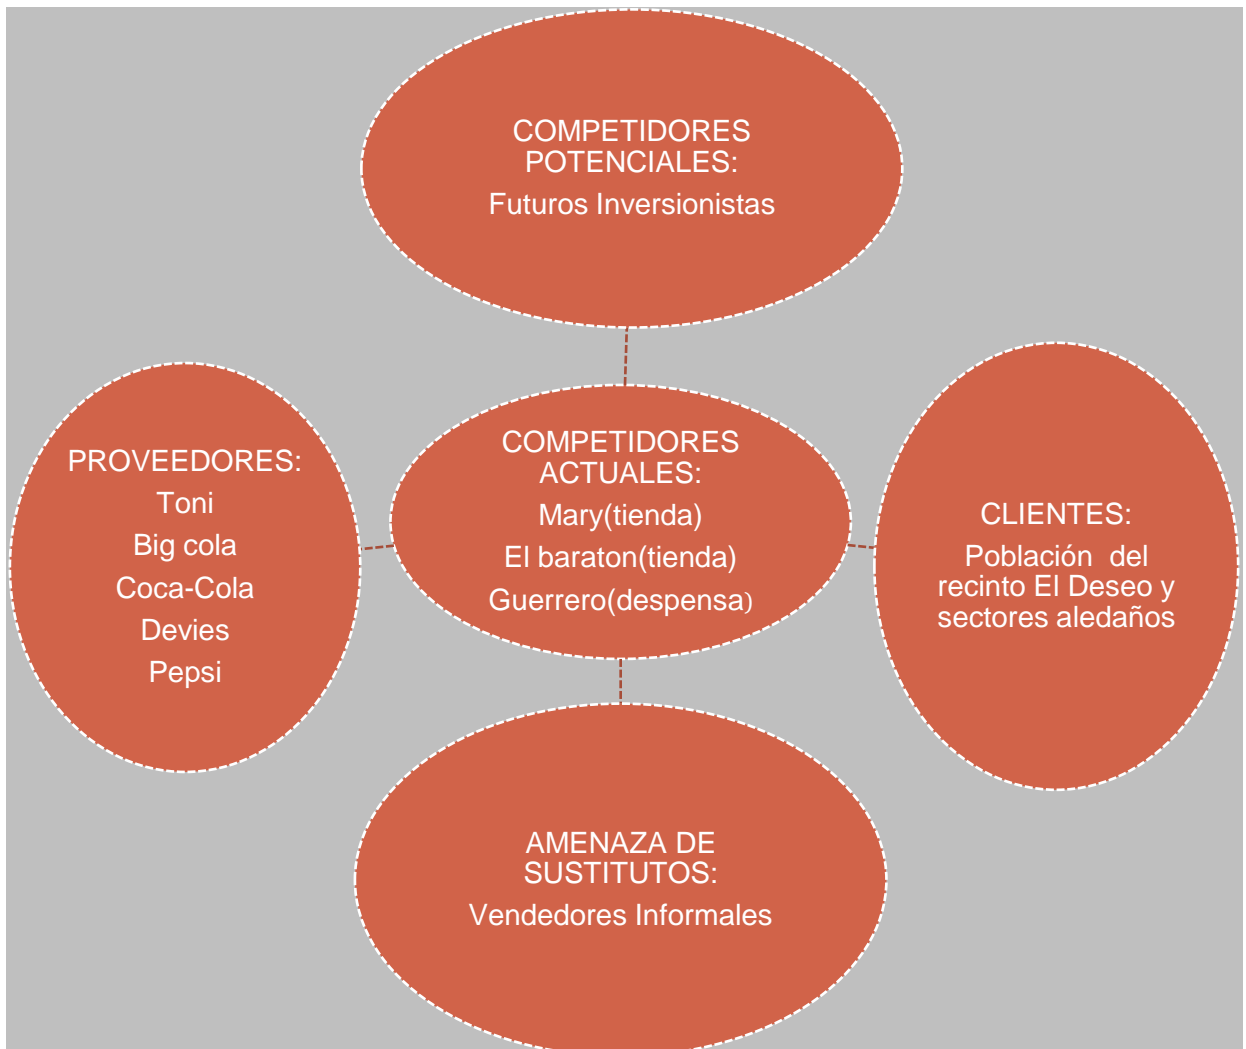 COMPETIDORES
POTENCIALES:
Futuros Inversionistas
PROVEEDORES:
Toni
Big cola
Coca-Cola
Devies
Pepsi
COMPETIDORES
ACTUALES:
Mary(tienda)
El baraton(tienda)
Guerrero(despensa)
CLIENTES:
Población  del
recinto El Deseo y
sectores aledaños
AMENAZA DE
SUSTITUTOS:
Vendedores Informales